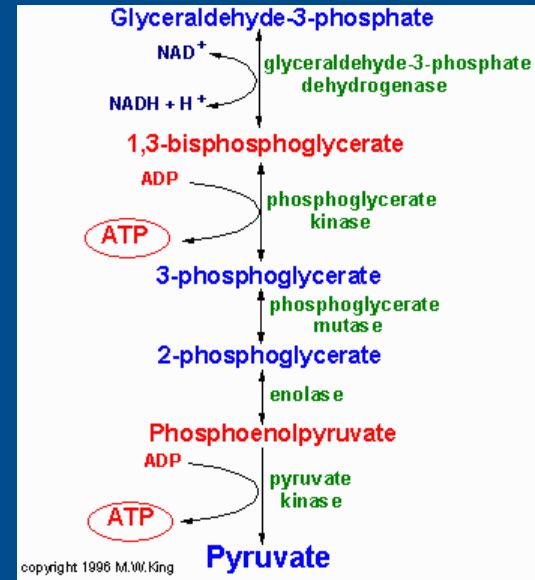 Glyceraldehyde-3-phosphate
NAD+
glyceraldehyde-3-phosphate
dehydrogenase
NADH + H+
1,3-bisphosphoglycerate
ADP
phosphoglycerate
kinase
ATP
3-phosphoglycerate
phosphoglycerate
mutase
2-phosphoglycerate
enolase
Phosphoenolpyruvate
ADP
pyruvate
kinase
ATP
Pyruvate
copyright 1996 M.W.King